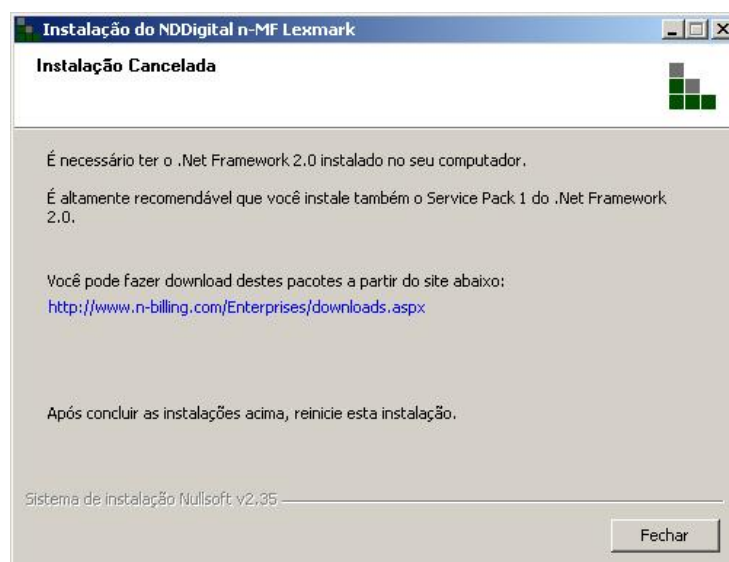 Instalação do NDDigital n-MF Lexmark
Instalação Cancelada
É necessário ter o .Net Framework 2.0 instalado no seu computador.
É altamente recomendável que você instale também o Service Pack 1 do .Net Framework
2.0.
Você pode fazer download destes pacotes a partir do site abaixo:
http://www.n-billing.com/Enterprises/downloads.aspx
Após concluir as instalações acima, reinicie esta instalação.
Sistema de instalação Nullsoft v2.35
Fechar